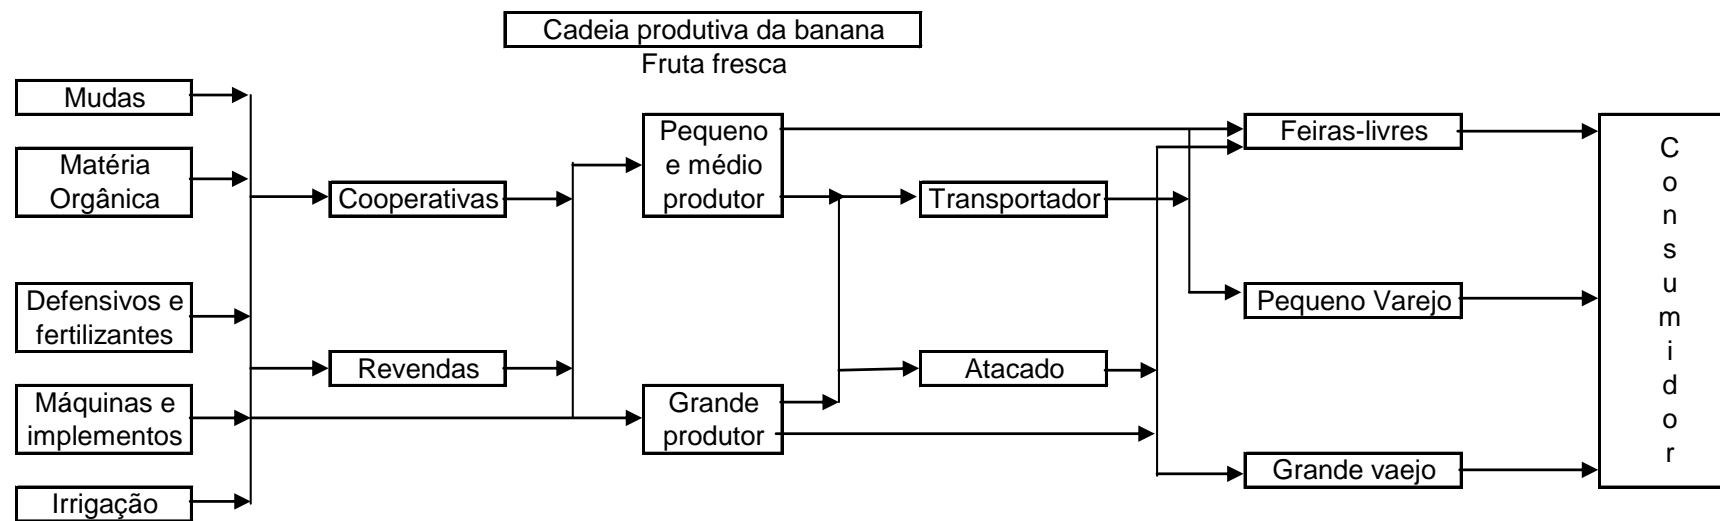 Cadeia produtiva da banana
Fruta fresca
Mudas
Matéria
Orgânica
Defensivos e
fertilizantes
Máquinas e
implementos
Irrigação
Cooperativas
Revendas
Pequeno
e médio
produtor
Grande
produtor
Transportador
Atacado
Feiras-livres
Pequeno Varejo
Grande vaejo
C
o
n
s
u
m
i
d
o
r